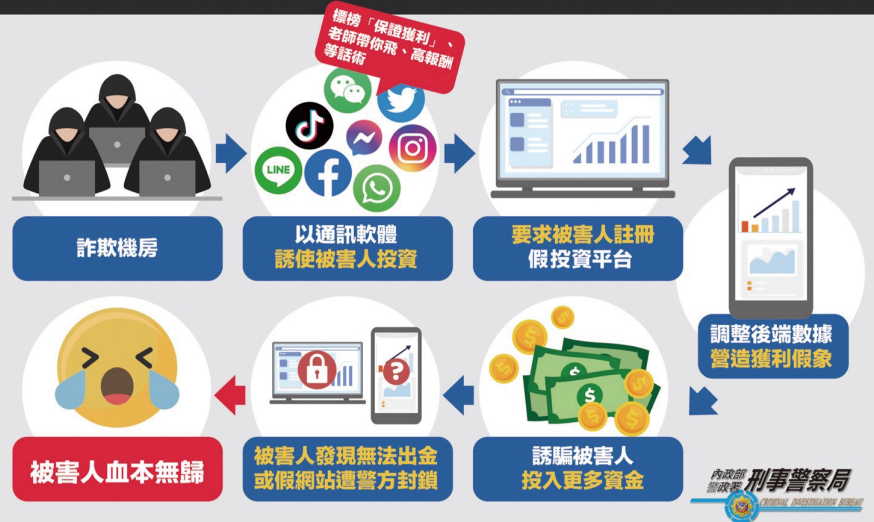 標榜「保證獲利」、
老師帶你飛、高報酬
等話術
LINE
詐欺機房
以通訊軟體
誘使被害人投資
要求被害人註冊
假投資平台
調整後端數據
營造獲利假象
誘騙被害人
投入更多資金
被害人發現無法出金
或假網站遭警方封鎖
被害人血本無歸
內政部
警政署
刑事警察局
CRIMINAL INVESTIGATION BUREAU